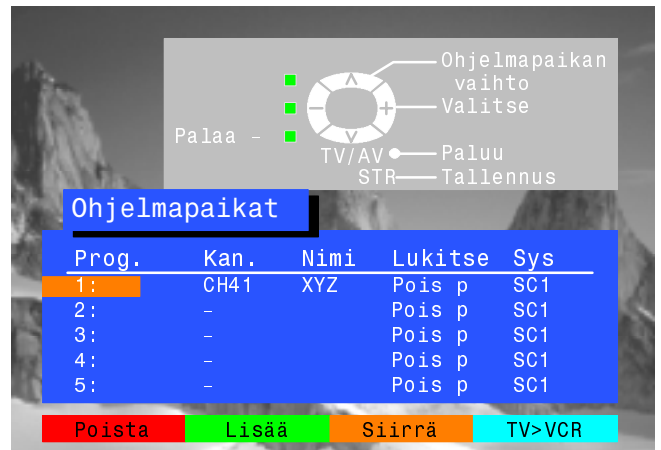 Ohjelmapaikan
vaihto
Valitse
Palaa –
TV/AV Paluu
STR Tallennus
Ohjelmapaikat
Prog. Kan. Nimi Lukitse Sys
1: CH41 XYZ Pois p SC1
2: – Pois p SC1
3: – Pois p SC1
4: – Pois p SC1
5: – Pois p SC1
Poista Lisää Siirrä TV>VCR